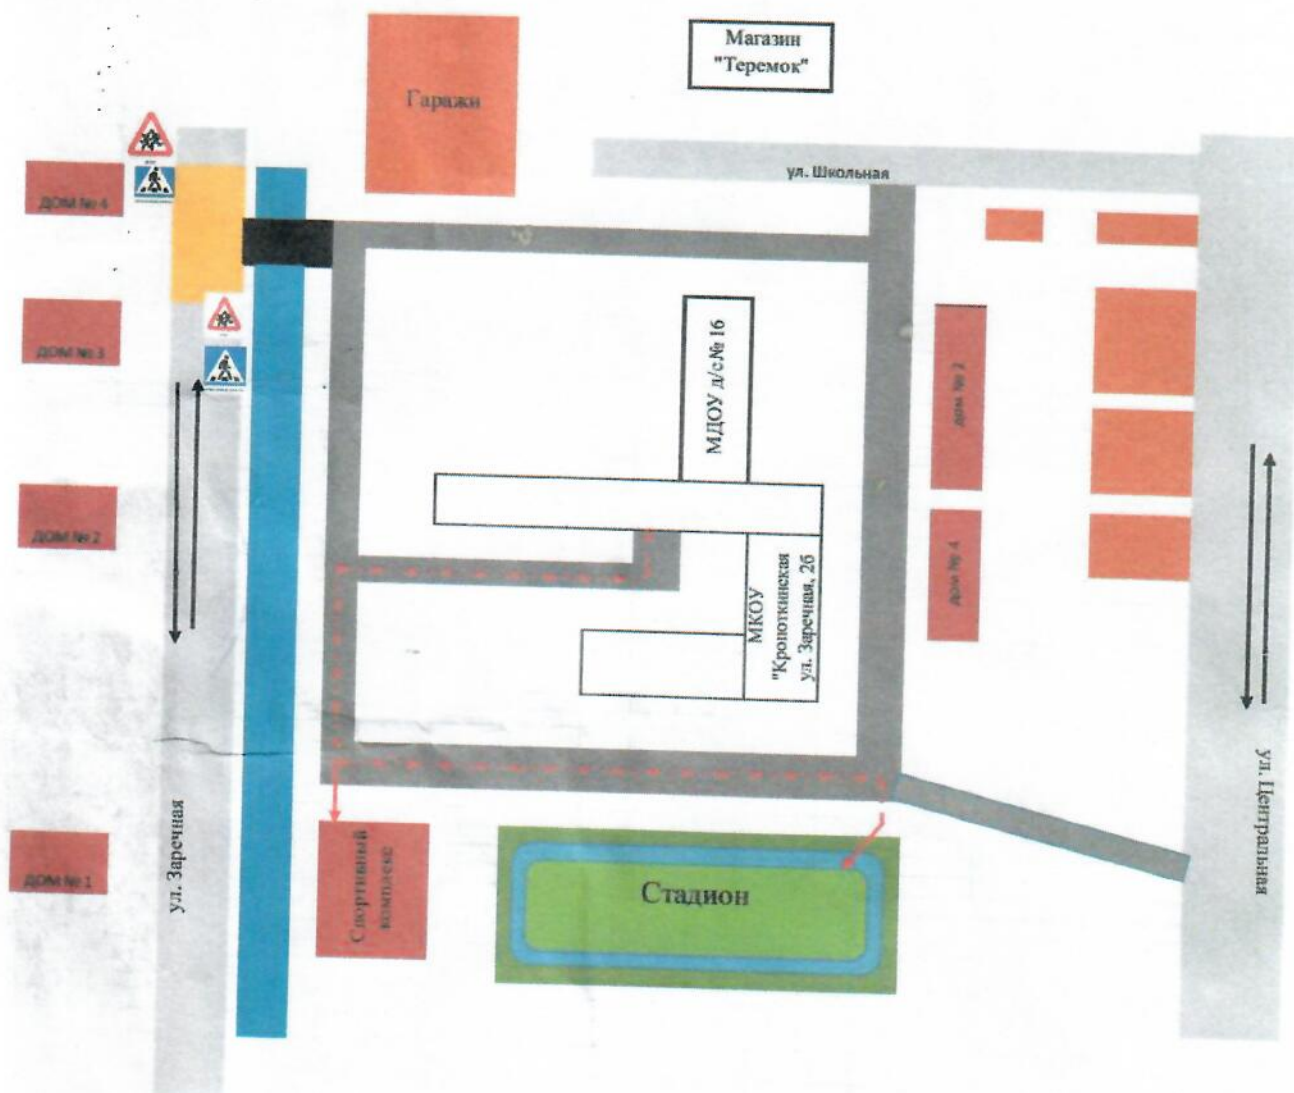 Магазин
"Теремок"
Гаражи
ул. Школьная
ДОМ № 4
ДОМ № 3
МДОУ д/с№ 16
дом № 2
ДОМ № 2
МКОУ
"Кропоткинская
ул. Заречная, 2б
дом № 4
ул. Центральная
ДОМ № 1
ул. Заречная
Спортивный
комплекс
Стадион